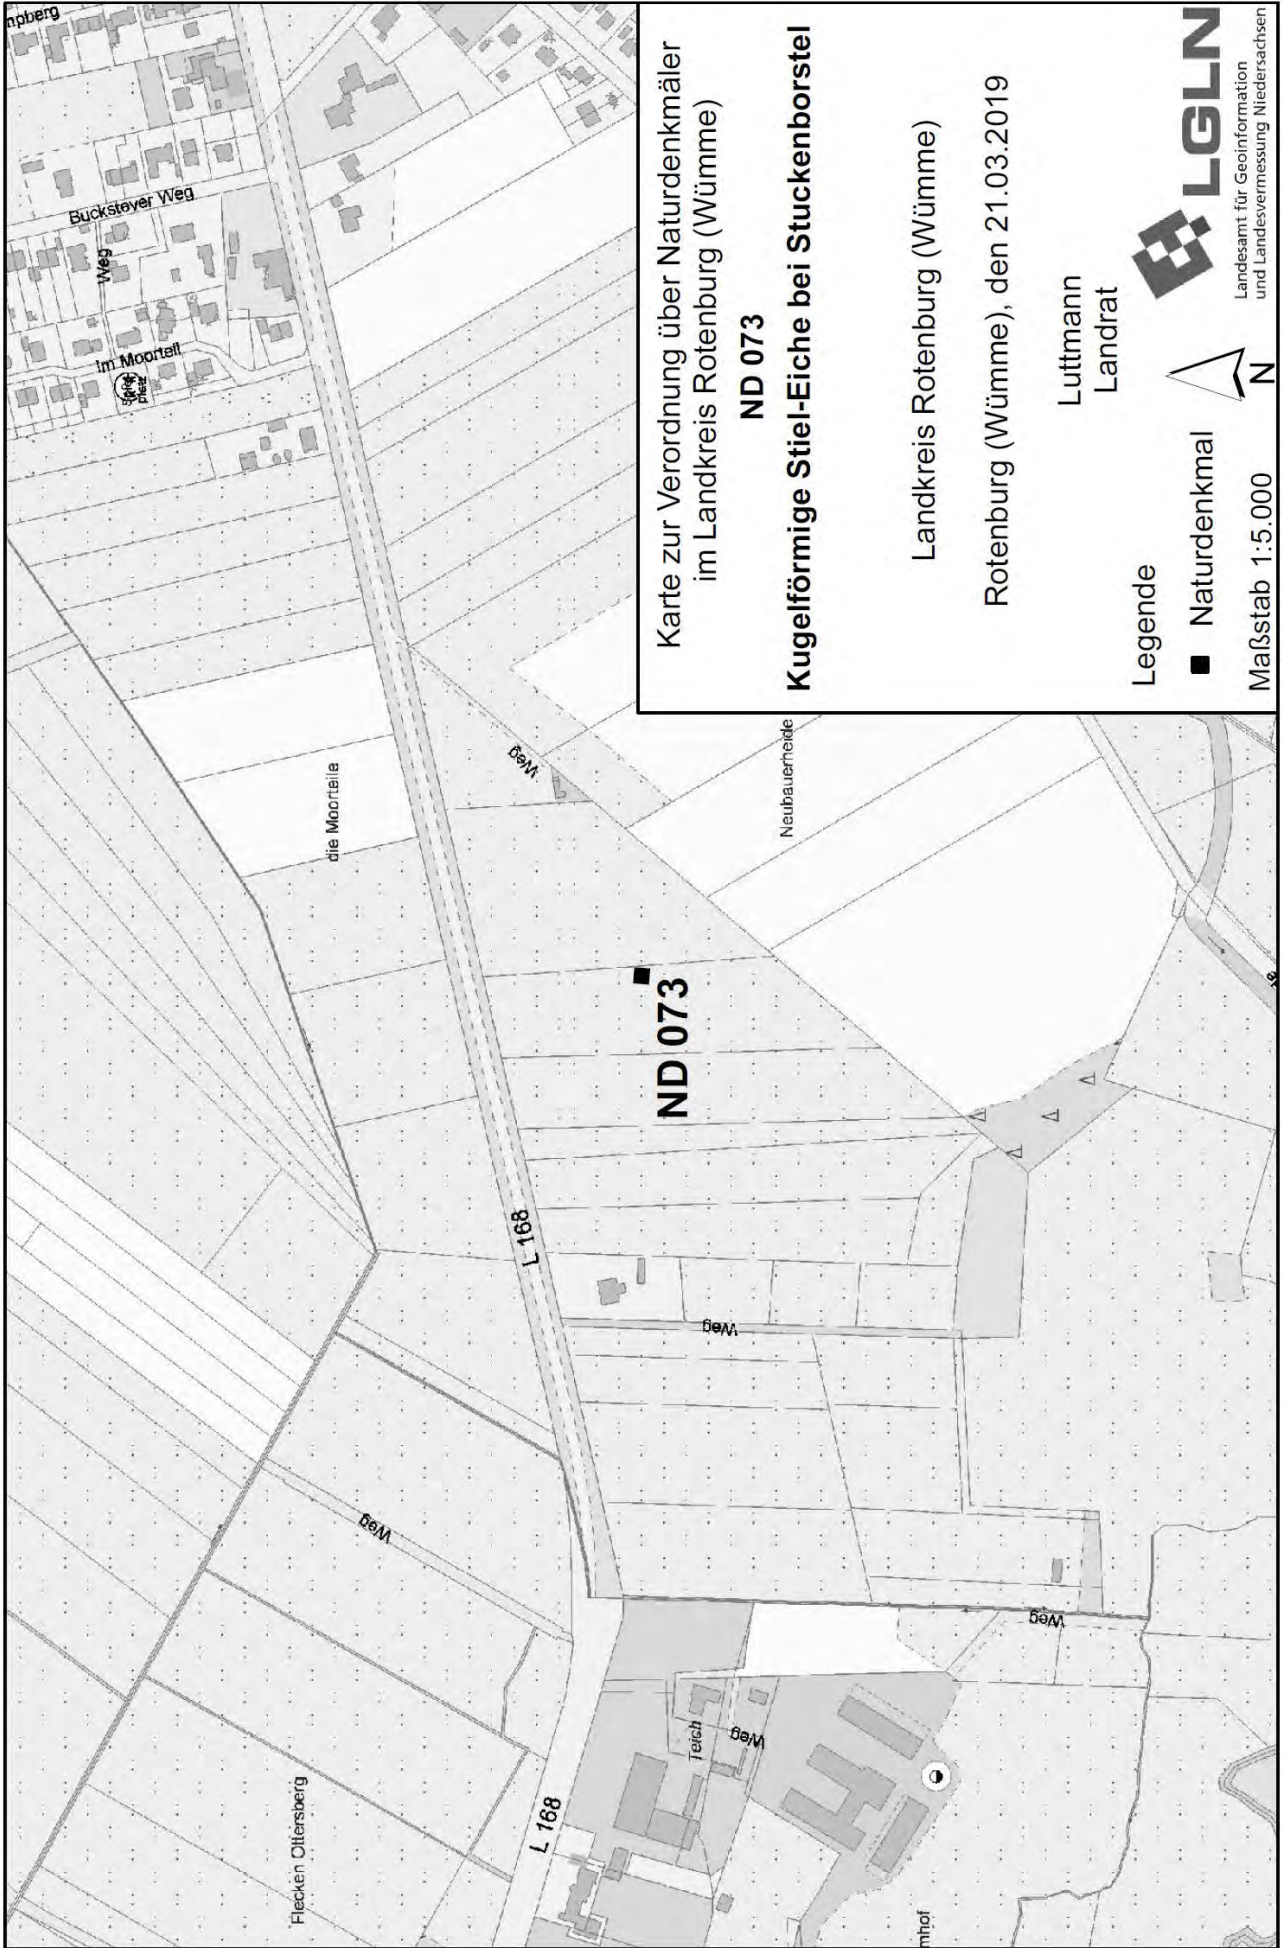 Karte zur Verordnung über Naturdenkmäler
im Landkreis Rotenburg (Wümme)
ND 073
Kugelförmige Stiel-Eiche bei Stuckenborstel
Landkreis Rotenburg (Wümme)
Rotenburg (Wümme), den 21.03.2019
Luttmann
Landrat
Legende
Naturdenkmal
Maßstab 1:5.000
N
LGLN
Landesamt für Geoinformation
und Landesvermessung Niedersachsen
Flecken Ottersberg
L 168
Teich
Weg
mhof
Weg
Weg
L 168
Weg
ND 073
die Moorteile
Weg
Neubauerheide
Im Moorteil
Weg
Buckstover Weg
mpberg